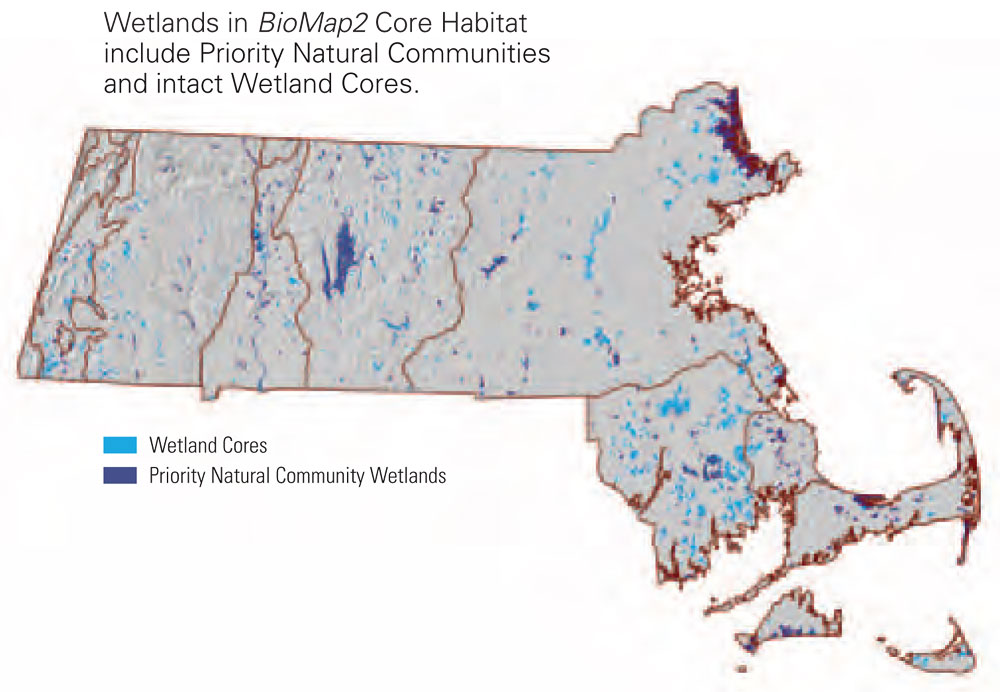 Wetlands in BioMap2 Core Habitat
include Priority Natural Communities
and intact Wetland Cores.
Wetland Cores
Priority Natural Community Wetlands